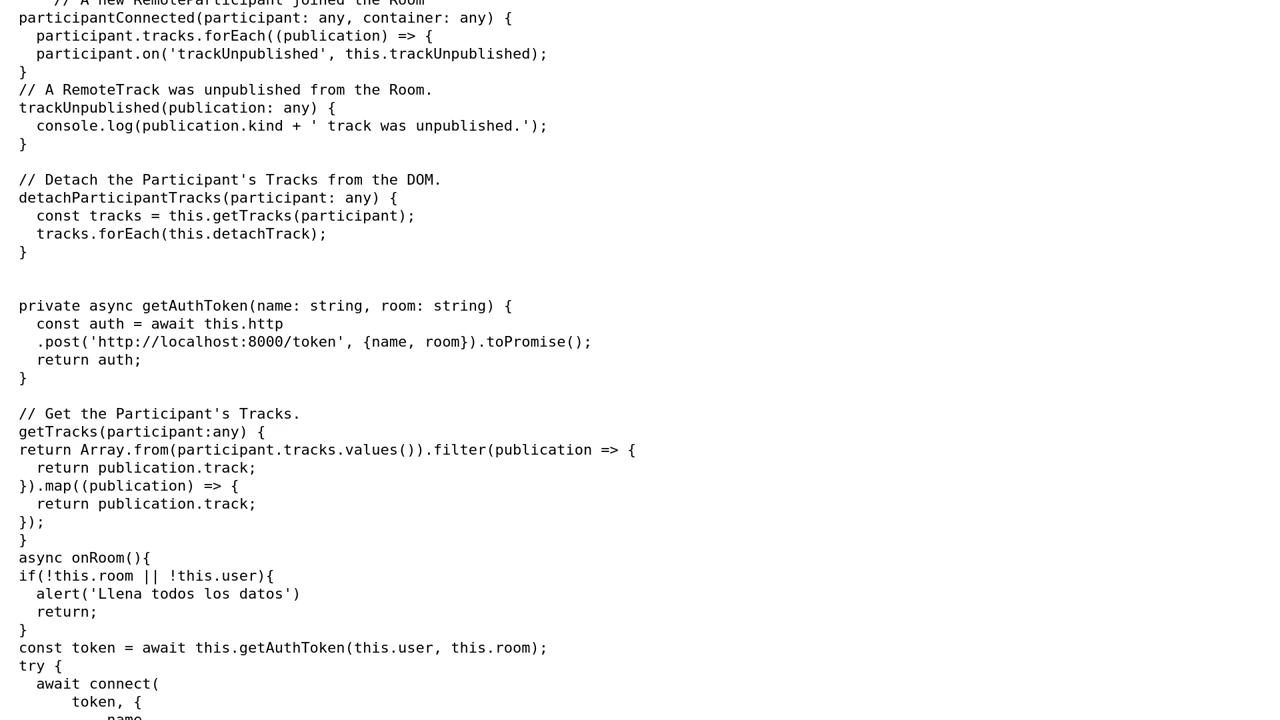 // A new RemoteParticipant joined the Room
participantConnected(participant: any, container: any) {
participant.tracks.forEach((publication) => {
participant.on('trackUnpublished', this.trackUnpublished);
}
// A RemoteTrack was unpublished from the Room.
trackUnpublished(publication: any) {
console.log(publication.kind + ' track was unpublished.');
}
// Detach the Participant's Tracks from the DOM.
detachParticipantTracks(participant: any) {
const tracks = this.getTracks(participant);
tracks.forEach(this.detachTrack);
}
private async getAuthToken(name: string, room: string) {
const auth = await this.http
.post('http://localhost:8000/token', {name, room}).toPromise();
return auth;
}
// Get the Participant's Tracks.
getTracks(participant:any) {
return Array.from(participant.tracks.values()).filter(publication => {
return publication.track;
}).map((publication) => {
return publication.track;
});
}
async onRoom(){
if(!this.room || !this.user){
alert('Llena todos los datos')
return;
}
const token = await this.getAuthToken(this.user, this.room);
try {
await connect(
token, {
name